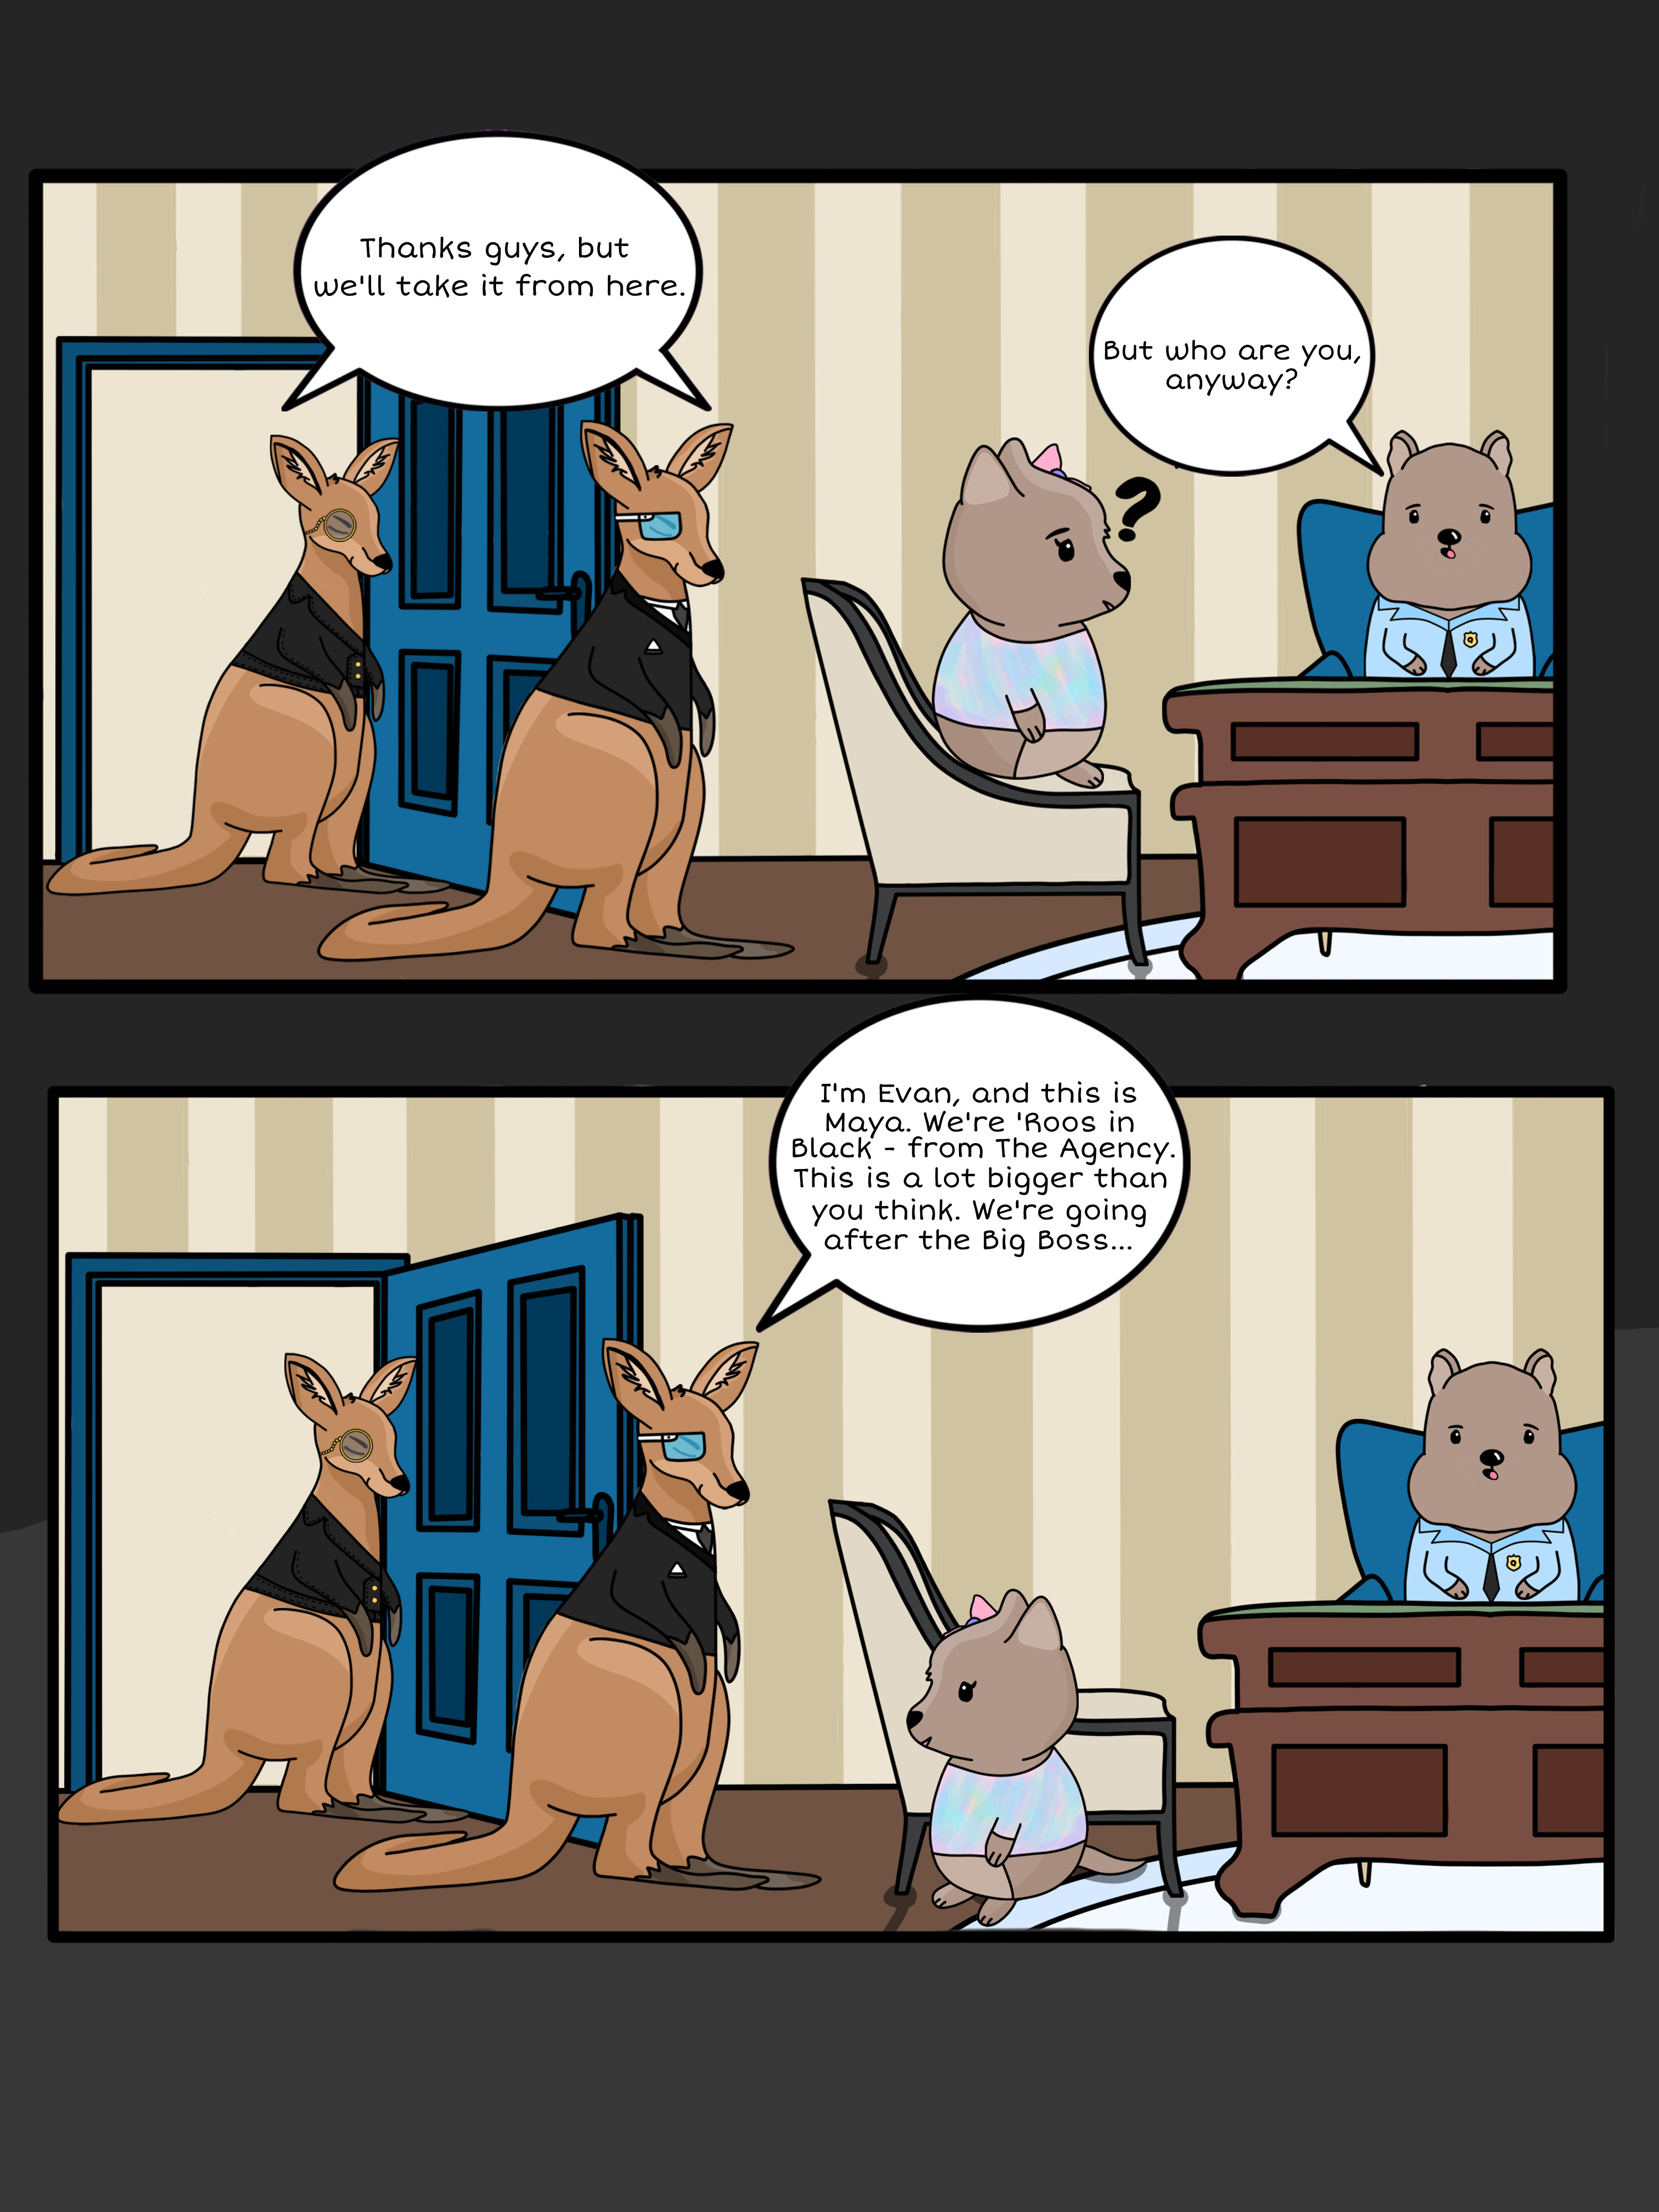 Thanks guys, but
we'll take it from here.
But who are you,
anyway?
?
I'm Evan, and this is
Maya. We're 'Roos in
Black - from The Agency.
This is a lot bigger than
you think. We're going
after the Big Boss...